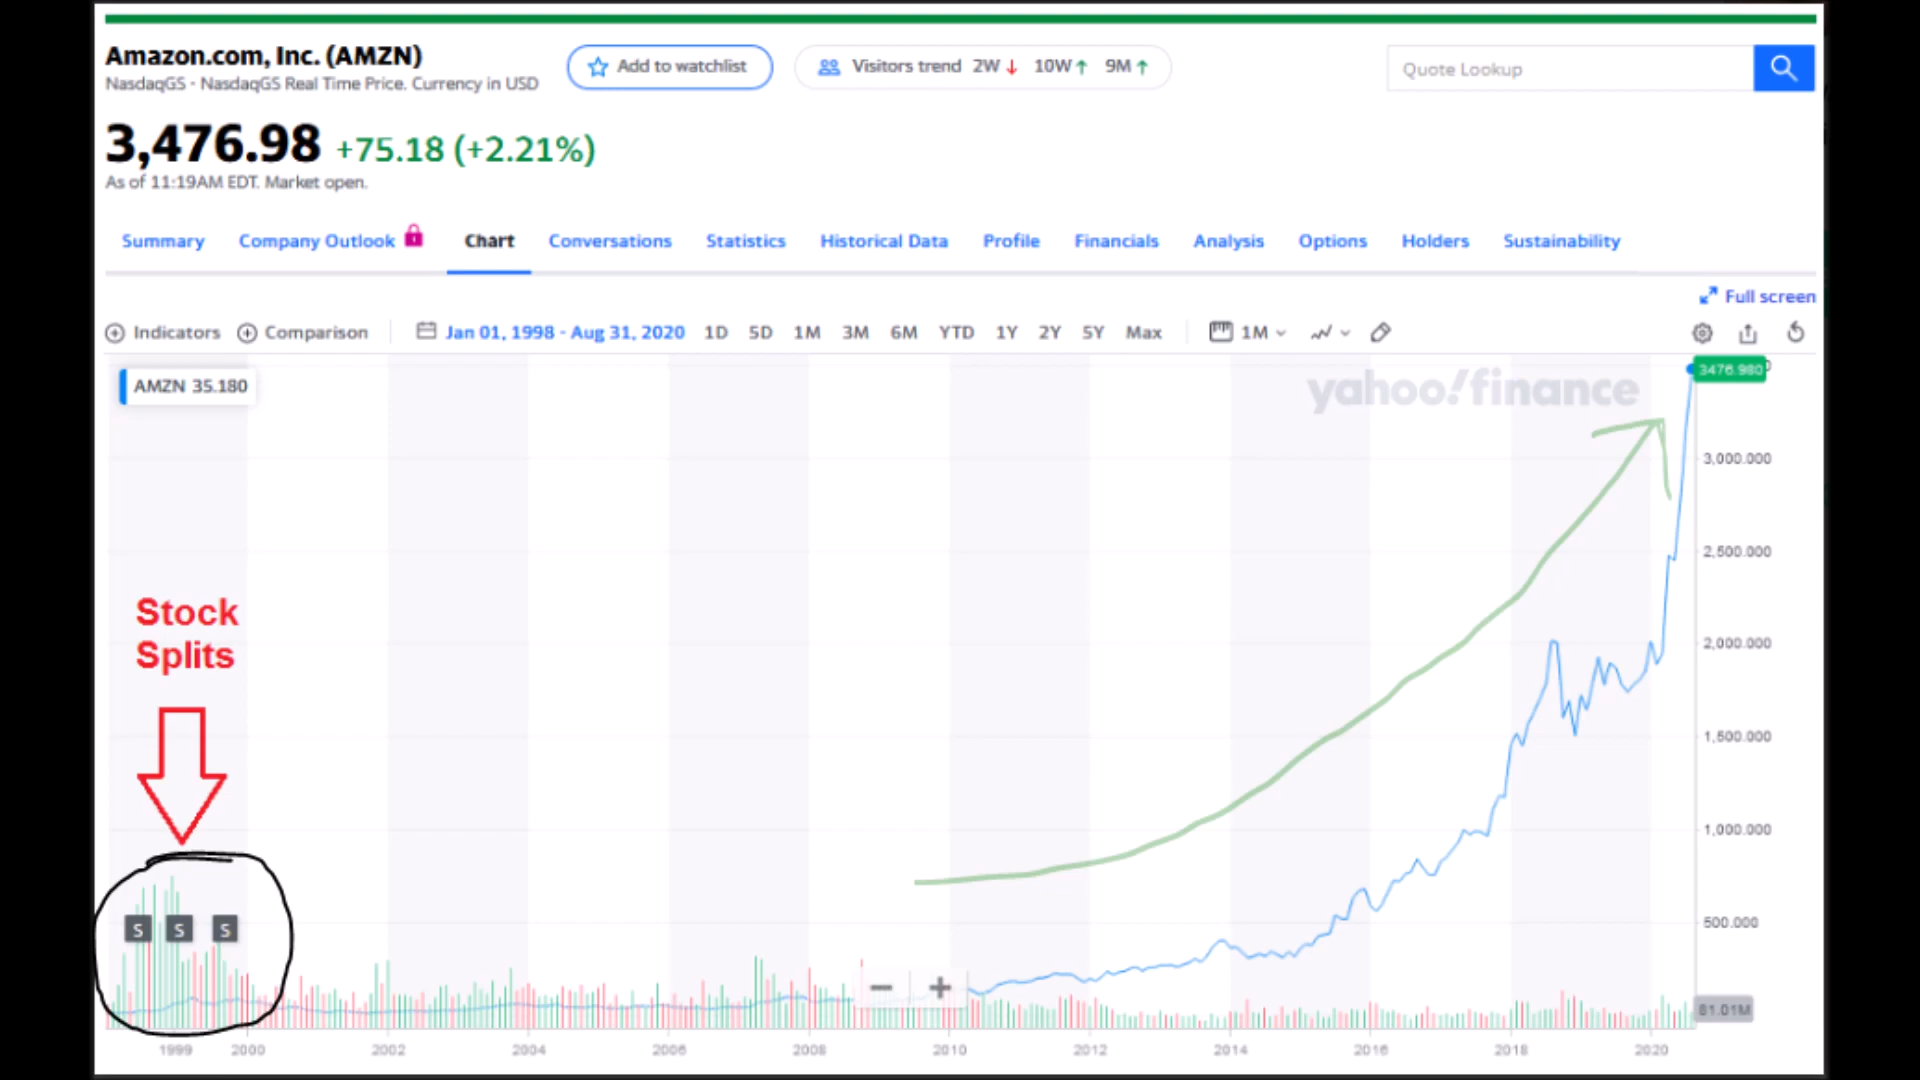 Amazon.com, Inc. (AMZN)
NasdaqGS - NasdaqGS Real Time Price. Currency in USD
Add to watchlist
Visitors trend 2W↓ 10W↑ 9M↑
Quote Lookup
3,476.98 +75.18 (+2.21%)
As of 11:19AM EDT. Market open.
Summary Company Outlook Chart Conversations Statistics Historical Data Profile Financials Analysis Options Holders Sustainability
Full screen
Indicators Comparison Jan 01, 1998 - Aug 31, 2020 1D 5D 1M 3M 6M YTD 1Y 2Y 5Y Max 1M
AMZN 35.180
yahoo!finance
3476.980
3,000.000
2,500.000
Stock
Splits
2,000.000
1,500.000
1,000.000
500.000
S S S
− +
81.01M
1999 2000 2002 2004 2006 2008 2010 2012 2014 2016 2018 2020